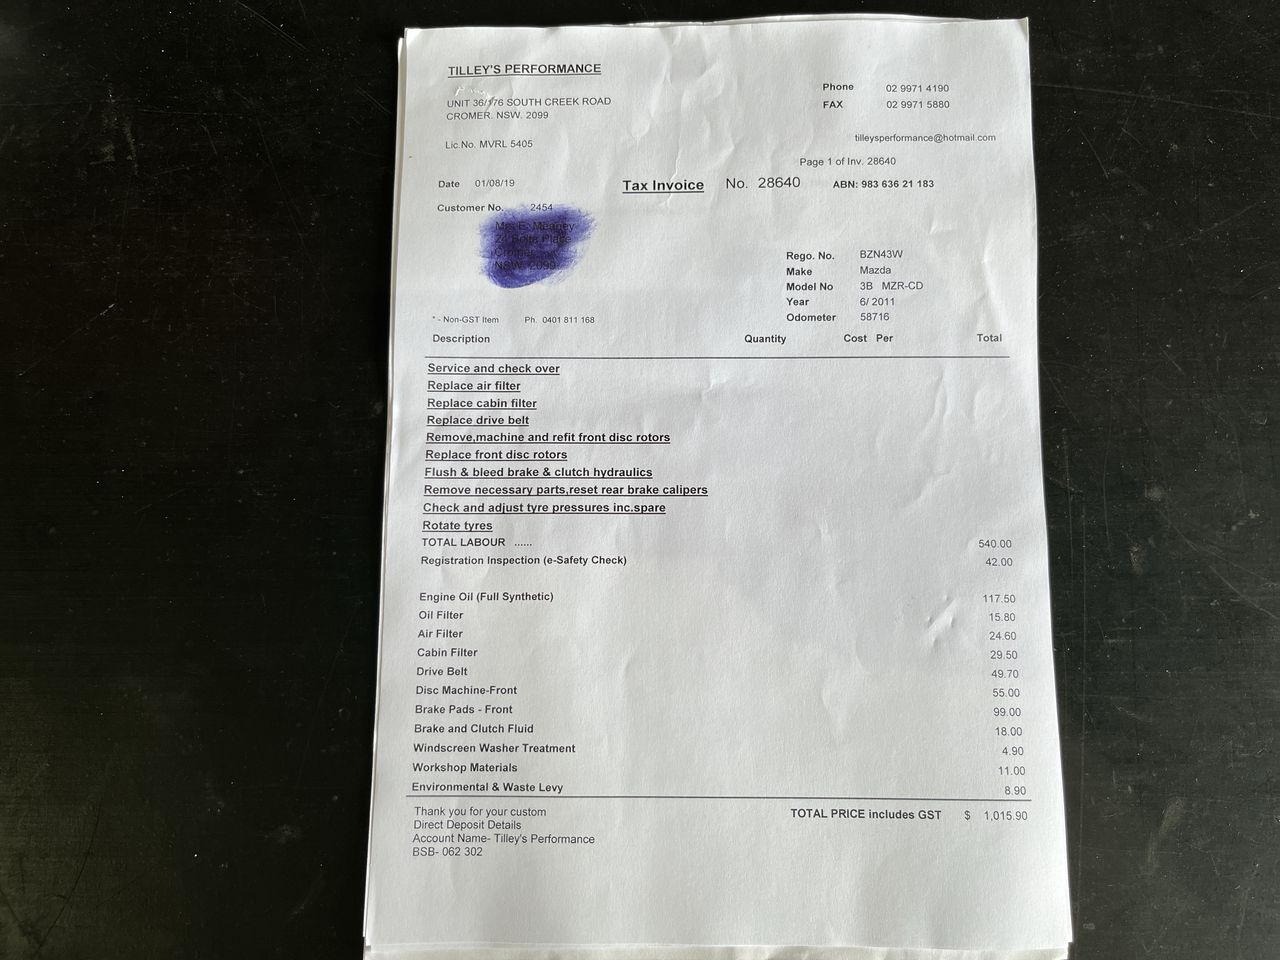 TILLEY'S PERFORMANCE
UNIT 36/176 SOUTH CREEK ROAD
CROMER. NSW. 2099
Phone 02 9971 4190
FAX 02 9971 5880
tilleysperformance@hotmail.com
Lic.No. MVRL 5405
Page 1 of Inv. 28640
Date 01/08/19 Tax Invoice No. 28640 ABN: 983 636 21 183
Customer No. 2454
Rego. No. BZN43W
Make Mazda
Model No 3B MZR-CD
Year 6/ 2011
Odometer 58716
* - Non-GST Item Ph. 0401 811 168
Description Quantity Cost Per Total
Service and check over
Replace air filter
Replace cabin filter
Replace drive belt
Remove,machine and refit front disc rotors
Replace front disc rotors
Flush & bleed brake & clutch hydraulics
Remove necessary parts,reset rear brake calipers
Check and adjust tyre pressures inc.spare
Rotate tyres
TOTAL LABOUR ...... 540.00
Registration Inspection (e-Safety Check) 42.00
Engine Oil (Full Synthetic) 117.50
Oil Filter 15.80
Air Filter 24.60
Cabin Filter 29.50
Drive Belt 49.70
Disc Machine-Front 55.00
Brake Pads - Front 99.00
Brake and Clutch Fluid 18.00
Windscreen Washer Treatment 4.90
Workshop Materials 11.00
Environmental & Waste Levy 8.90
Thank you for your custom
TOTAL PRICE includes GST $ 1,015.90
Direct Deposit Details
Account Name- Tilley's Performance
BSB- 062 302